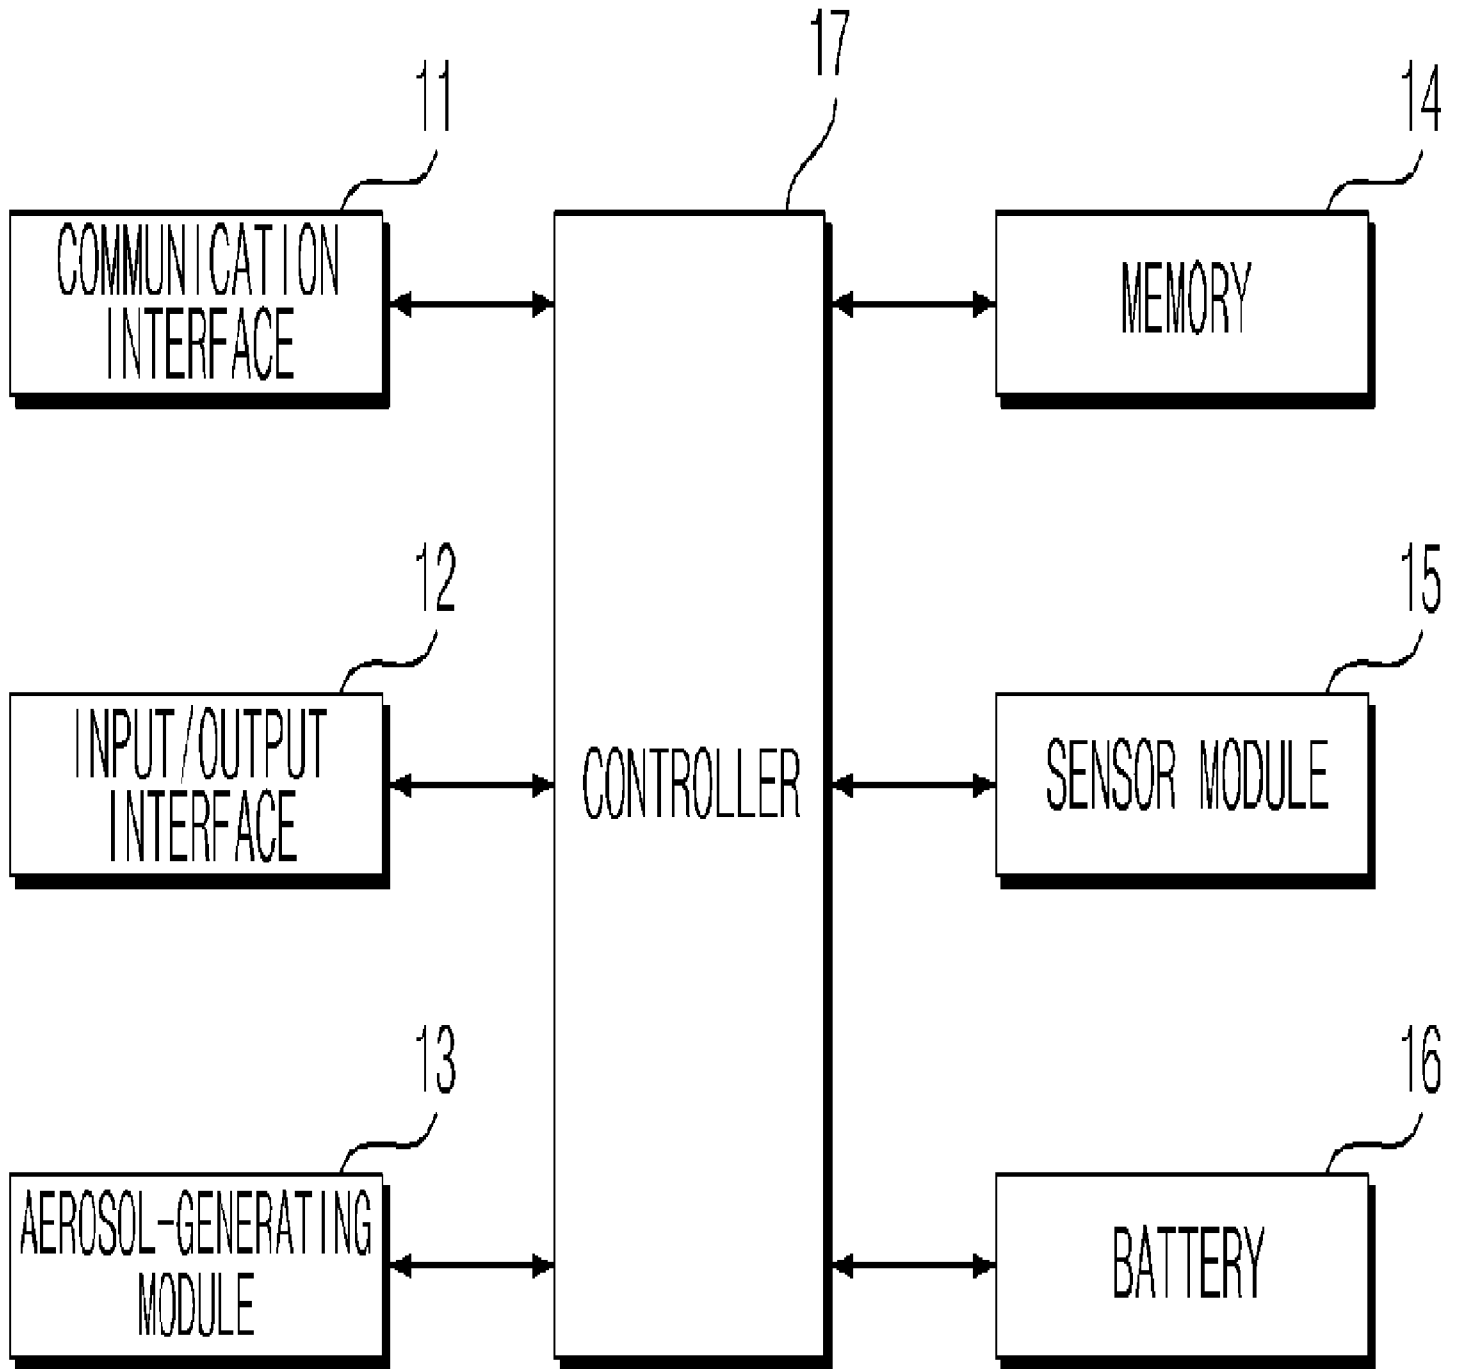 17
11
14
COMMUNICATION
INTERFACE
MEMORY
12
15
INPUT/OUTPUT
INTERFACE
CONTROLLER
SENSOR MODULE
13
16
AEROSOL-GENERATING
MODULE
BATTERY